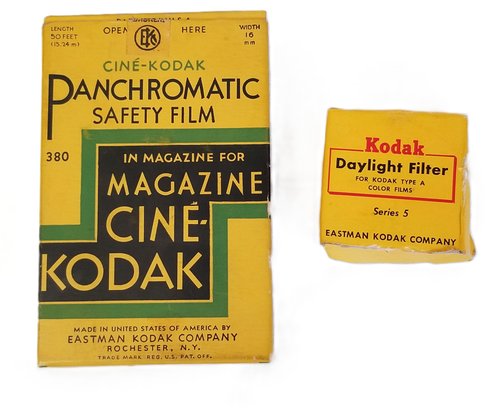 LENGTH
50 FEET
(15.24 m)
OPEN HERE
EK
WIDTH
16
mm
CINÉ-KODAK
PANCHROMATIC
SAFETY FILM
380
IN MAGAZINE FOR
MAGAZINE
CINÉ-
KODAK
MADE IN UNITED STATES OF AMERICA BY
EASTMAN KODAK COMPANY
ROCHESTER, N.Y.
TRADE MARK REG. U.S. PAT. OFF.
Kodak
Daylight Filter
FOR KODAK TYPE A
COLOR FILMS
Series 5
EASTMAN KODAK COMPANY